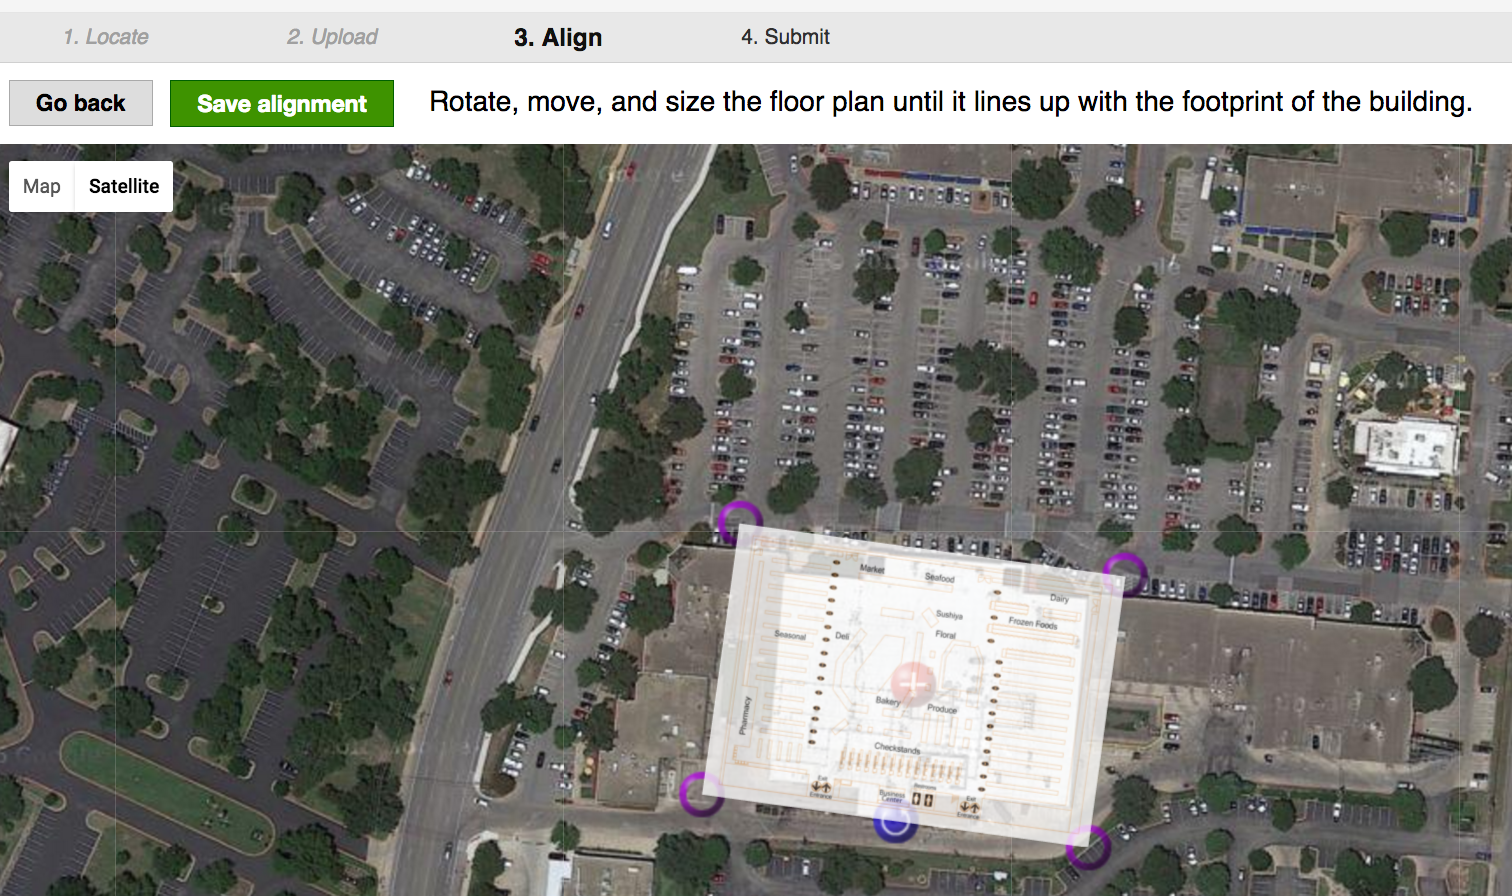 1. Locate
2. Upload
3. Align
4. Submit
Go back
Save alignment
Rotate, move, and size the floor plan until it lines up with the footprint of the building.
Map
Satellite
Market
Seafood
Dairy
Sushiya
Frozen Foods
Seasonal
Deli
Floral
Bakery
Produce
Pharmacy
Checkstands
Exit
Entrance
Business
Center
Restrooms
Exit
Entrance